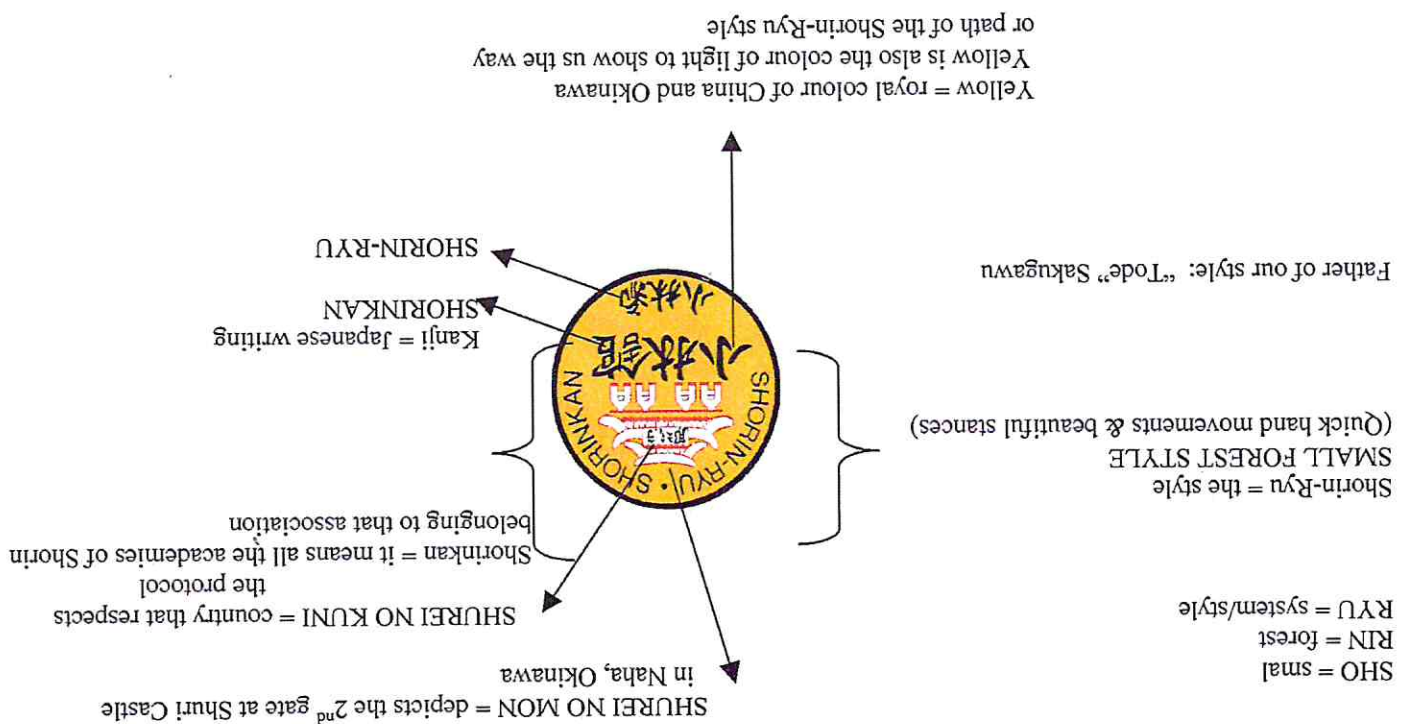 SHO = smal
RIN = forest
RYU = system/style
SHUREI NO MON = depicts the 2nd gate at Shuri Castle
in Naha, Okinawa
SHUREI NO KUNI = country that respects
the protocol
Shorinkan = it means all the academies of Shorin
belonging to that association
Shorin-Ryu = the style
SMALL FOREST STYLE
(Quick hand movements & beautiful stances)
SHORIN-RYU • SHORINKAN
小林館
小林流
Kanji = Japanese writing
SHORINKAN
SHORIN-RYU
Father of our style: “Tode” Sakugawu
Yellow = royal colour of China and Okinawa
Yellow is also the colour of light to show us the way
or path of the Shorin-Ryu style